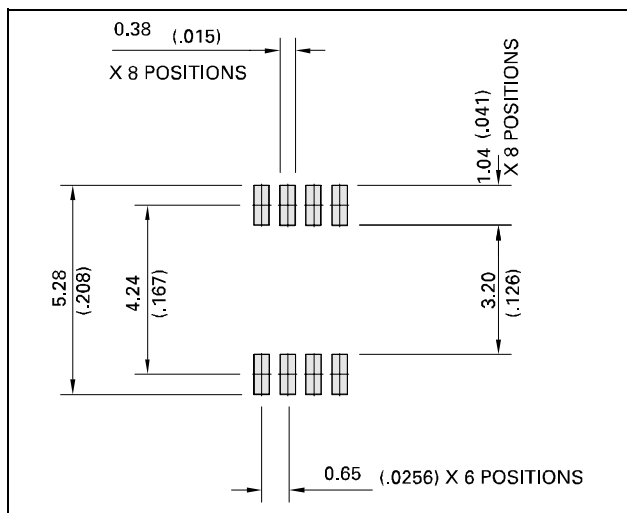 0.38 (.015)
X 8 POSITIONS
1.04 (.041)
X 8 POSITIONS
5.28
(.208)
4.24
(.167)
3.20
(.126)
0.65 (.0256) X 6 POSITIONS